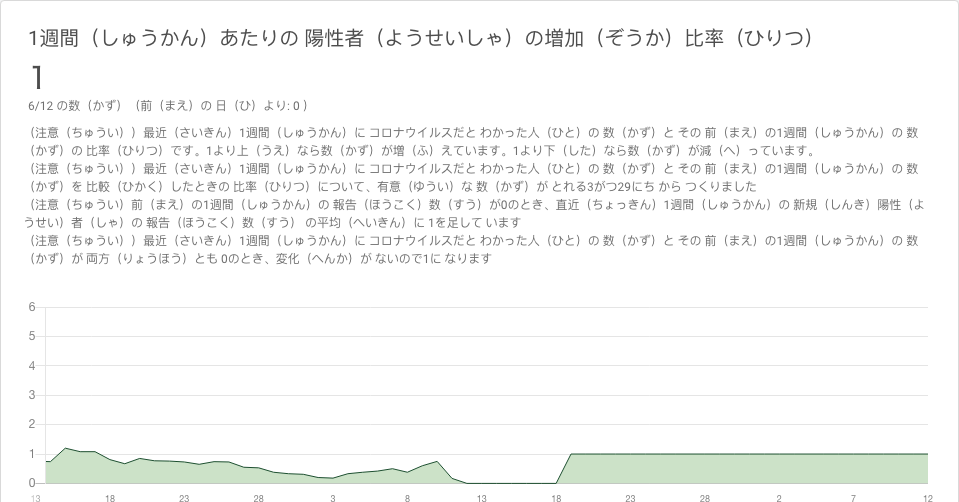 1週間（しゅうかん）あたりの 陽性者（ようせいしゃ）の増加（ぞうか）比率（ひりつ）
1
6/12 の数（かず）（前（まえ）の 日（ひ）より: 0 ）
（注意（ちゅうい））最近（さいきん）1週間（しゅうかん）に コロナウイルスだと わかった人（ひと）の 数（かず）と その 前（まえ）の1週間（しゅうかん）の 数
（かず）の 比率（ひりつ）です。1より上（うえ）なら数（かず）が増（ふ）えています。1より下（した）なら数（かず）が減（へ）っています。
（注意（ちゅうい））最近（さいきん）1週間（しゅうかん）に コロナウイルスだと わかった人（ひと）の 数（かず）と その 前（まえ）の1週間（しゅうかん）の 数
（かず）を 比較（ひかく）したときの 比率（ひりつ）について、有意（ゆうい）な 数（かず）が とれる3がつ29にち から つくりました
（注意（ちゅうい）前（まえ）の1週間（しゅうかん）の 報告（ほうこく）数（すう）が0のとき、直近（ちょっきん）1週間（しゅうかん）の 新規（しんき）陽性（よ
うせい）者（しゃ）の 報告（ほうこく）数（すう） の平均（へいきん）に 1を足して います
（注意（ちゅうい））最近（さいきん）1週間（しゅうかん）に コロナウイルスだと わかった人（ひと）の 数（かず）と その 前（まえ）の1週間（しゅうかん）の 数
（かず）が 両方（りょうほう）とも 0のとき、変化（へんか）が ないので1に なります
6
5
4
3
2
1
0
13 18 23 28 3 8 13 18 23 28 2 7 12